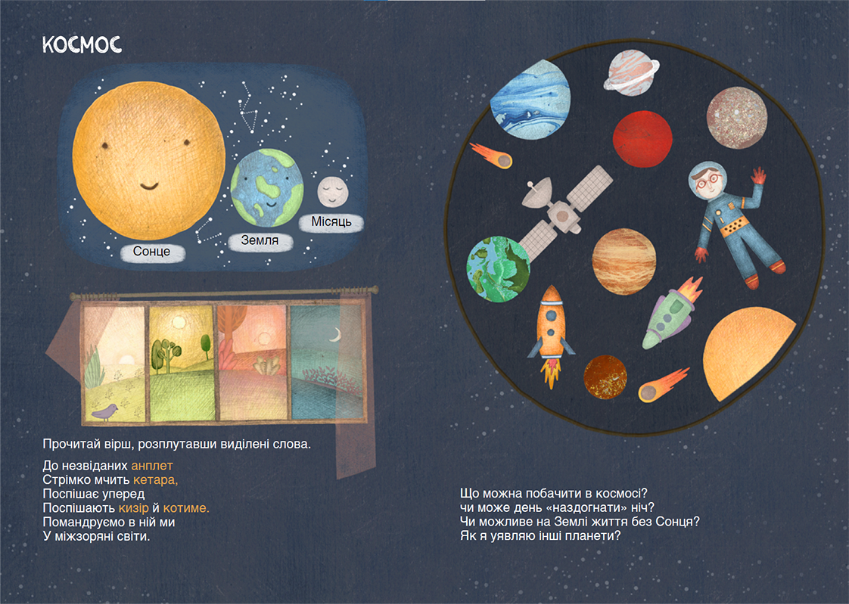 КОСМОС
Сонце
Земля
Місяць
Прочитай вірш, розплутавши виділені слова.
До незвіданих анплет
Стрімко мчить кетара,
Поспішає уперед
Поспішають кизір й котиме.
Помандруємо в ній ми
У міжзоряні світи.
Що можна побачити в космосі?
чи може день «наздогнати» ніч?
Чи можливе на Землі життя без Сонця?
Як я уявляю інші планети?